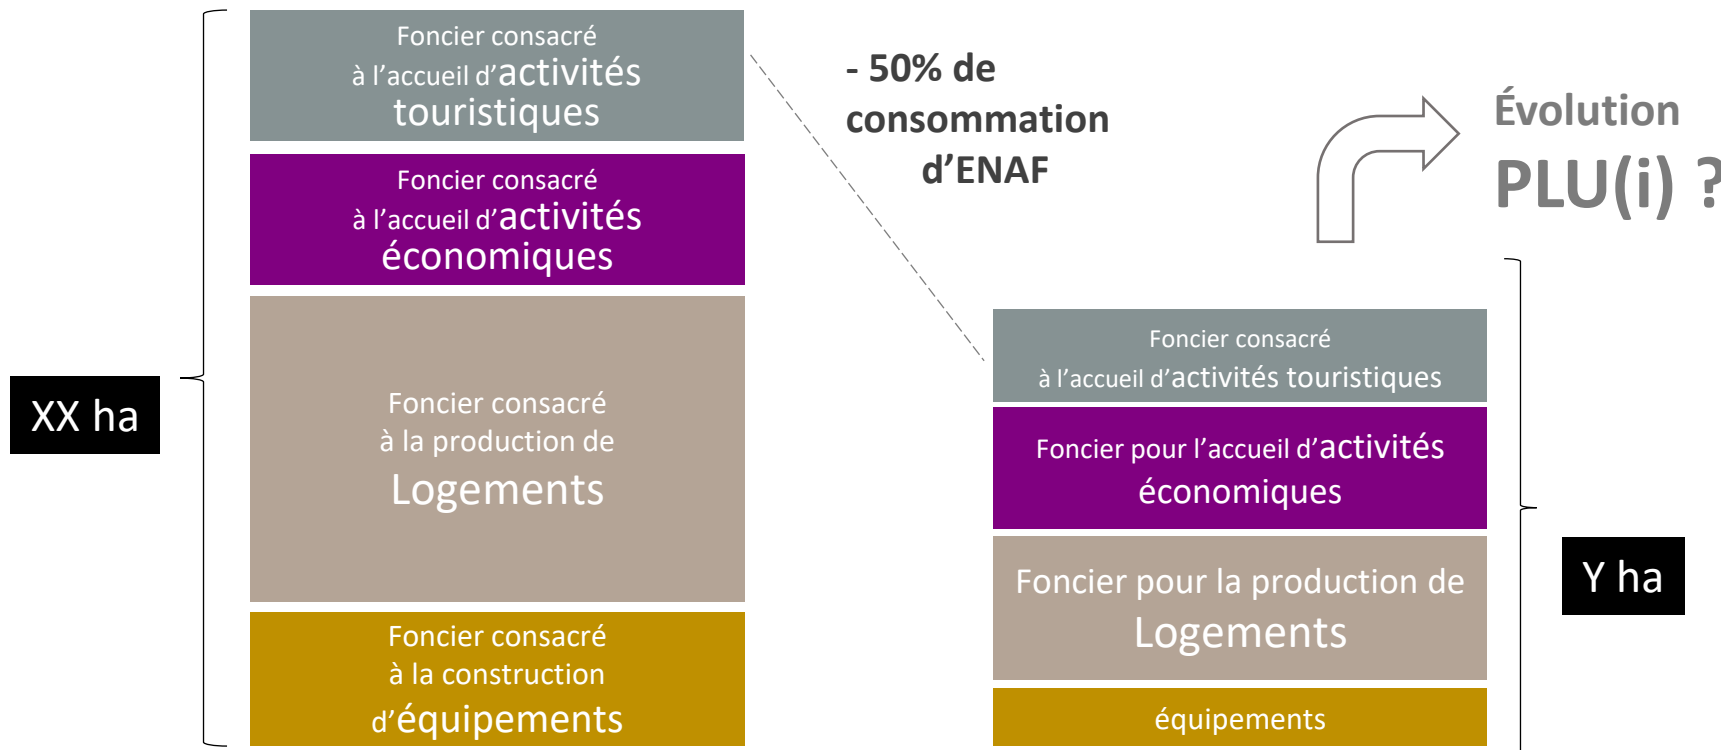 Foncier consacré
à l’accueil d’activités
touristiques
Foncier consacré
à l’accueil d’activités
économiques
Foncier consacré
à la production de
Logements
Foncier consacré
à la construction
d’équipements
XX ha
- 50% de
consommation
d’ENAF
Évolution
PLU(i) ?
Foncier consacré
à l’accueil d’activités touristiques
Foncier pour l’accueil d’activités
économiques
Foncier pour la production de
Logements
équipements
Y ha